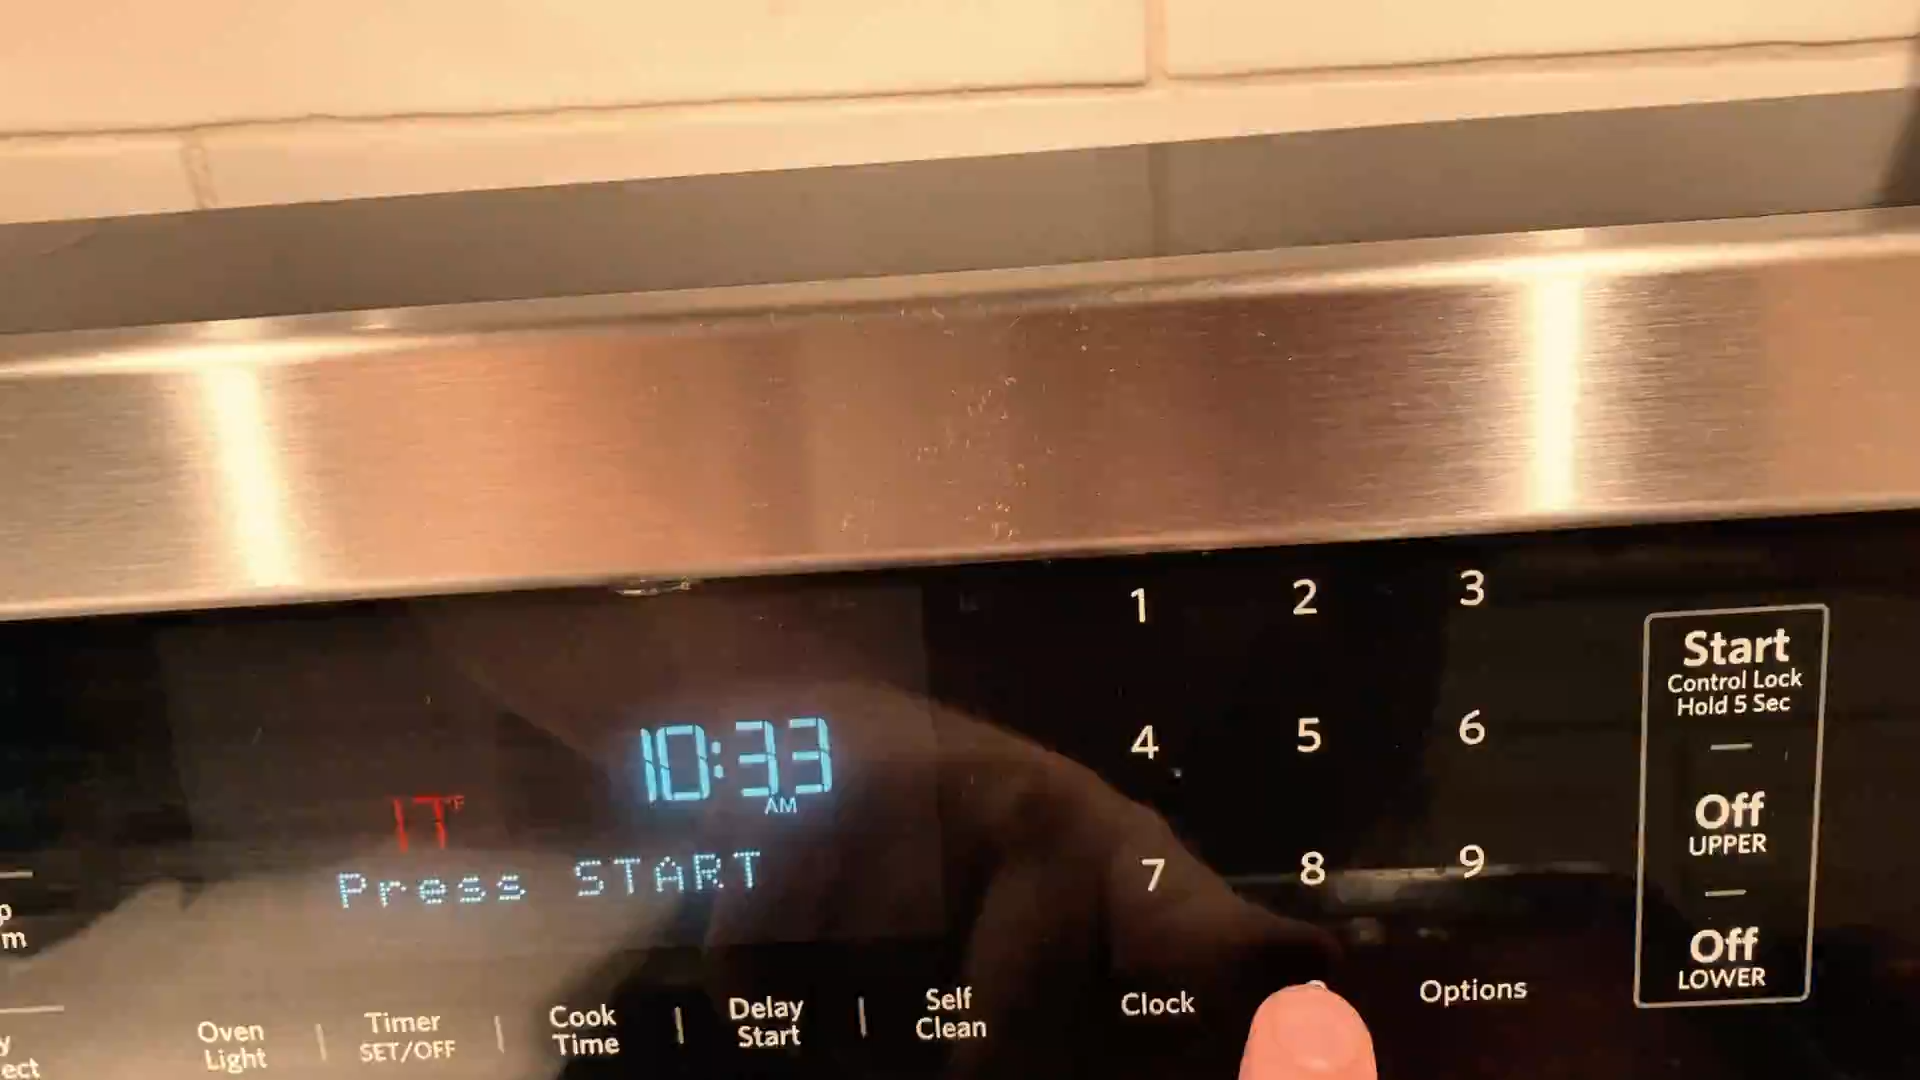 1 2 3
Start
Control Lock
Hold 5 Sec
10:33
AM
4 5 6
17°F
Press START
Off
UPPER
7 8 9
Off
LOWER
Oven
Light
Timer
SET/OFF
Cook
Time
Delay
Start
Self
Clean
Clock
Options